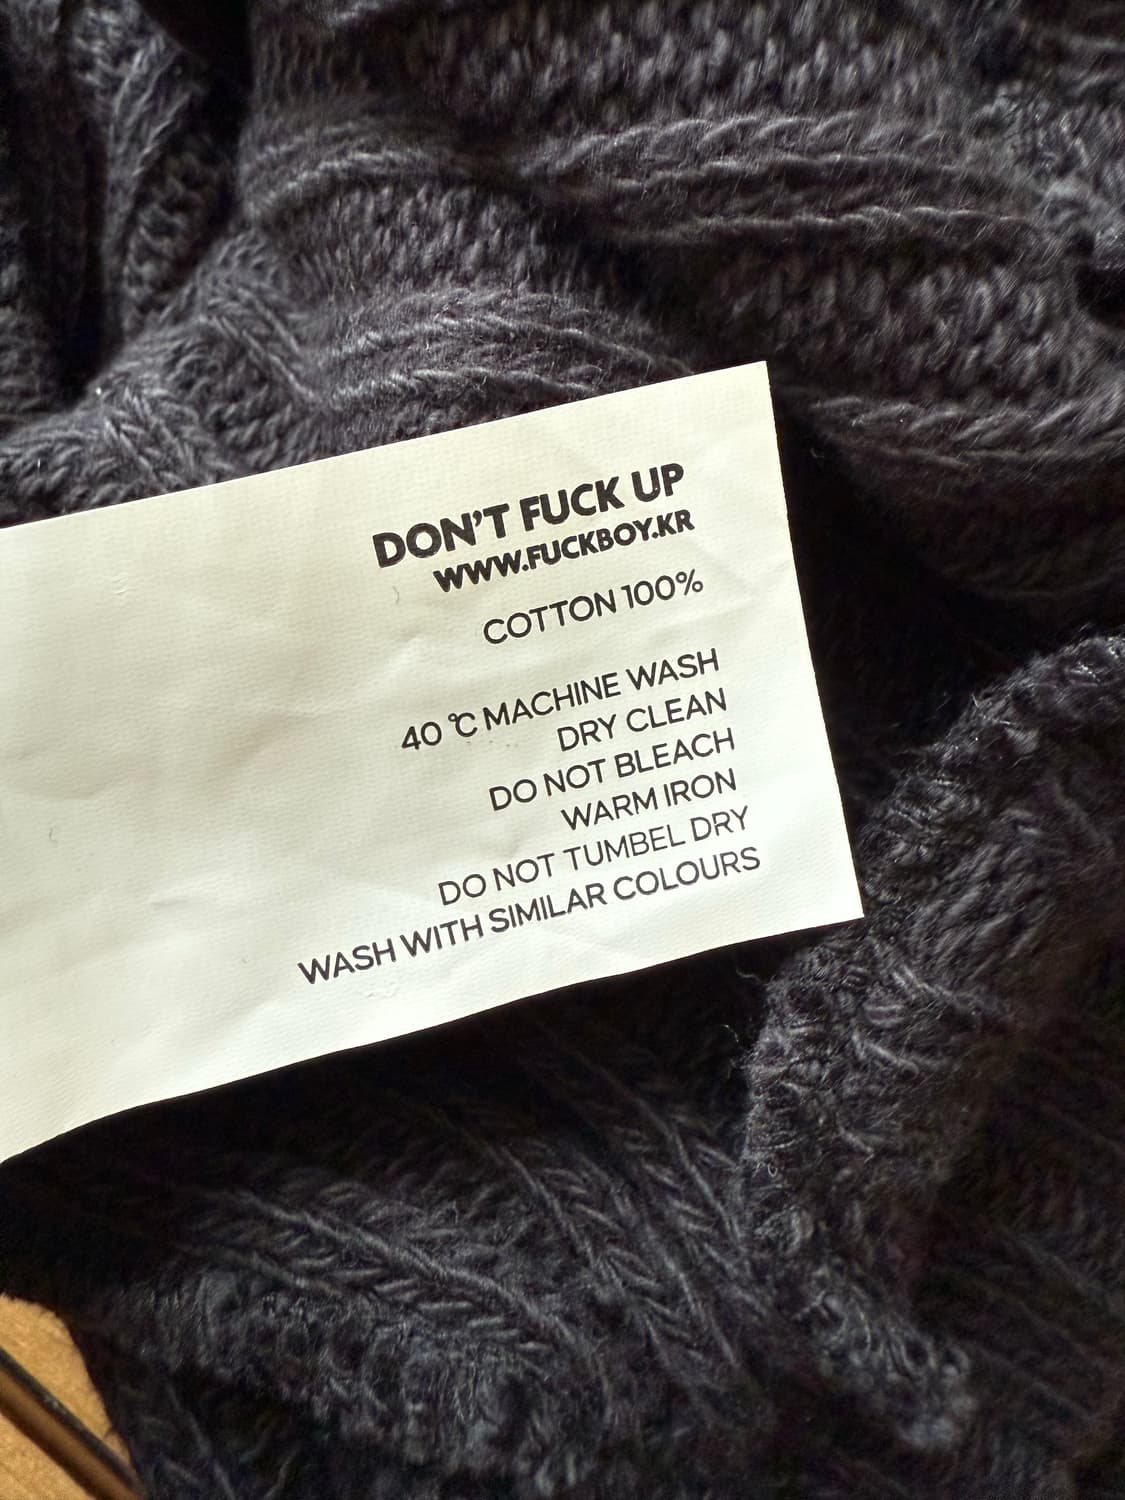 DON'T FUCK UP
WWW.FUCKBOY.KR
COTTON 100%
40 ℃ MACHINE WASH
DRY CLEAN
DO NOT BLEACH
WARM IRON
DO NOT TUMBEL DRY
WASH WITH SIMILAR COLOURS